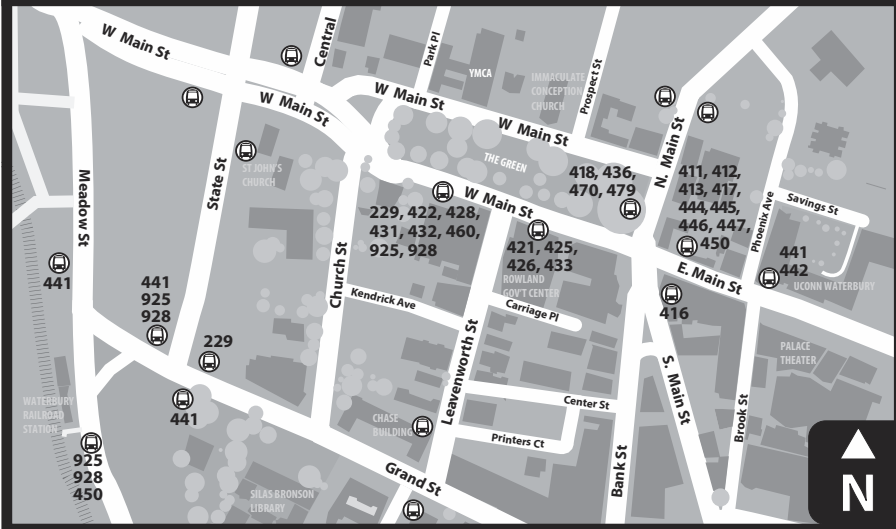 W Main St
Central
Park Pl
YMCA
IMMACULATE
CONCEPTION
CHURCH
Prospect St
W Main St
W Main St
W Main St
N. Main St
THE GREEN
Meadow St
State St
ST JOHN'S
CHURCH
418, 436,
470, 479
411, 412,
413, 417,
444,445,
446, 447,
450
Phoenix Ave
Savings St
229, 422, 428,
431, 432, 460,
925, 928
W Main St
421, 425,
426, 433
ROWLAND
GOV'T CENTER
441
442
UCONN WATERBURY
E. Main St
441
441
925
928
Church St
Kendrick Ave
Carriage Pl
416
229
Leavenworth St
S. Main St
PALACE
THEATER
WATERBURY
RAILROAD
STATION
441
CHASE
BUILDING
Center St
Printers Ct
Brook St
Bank St
925
928
450
Grand St
SILAS BRONSON
LIBRARY
N